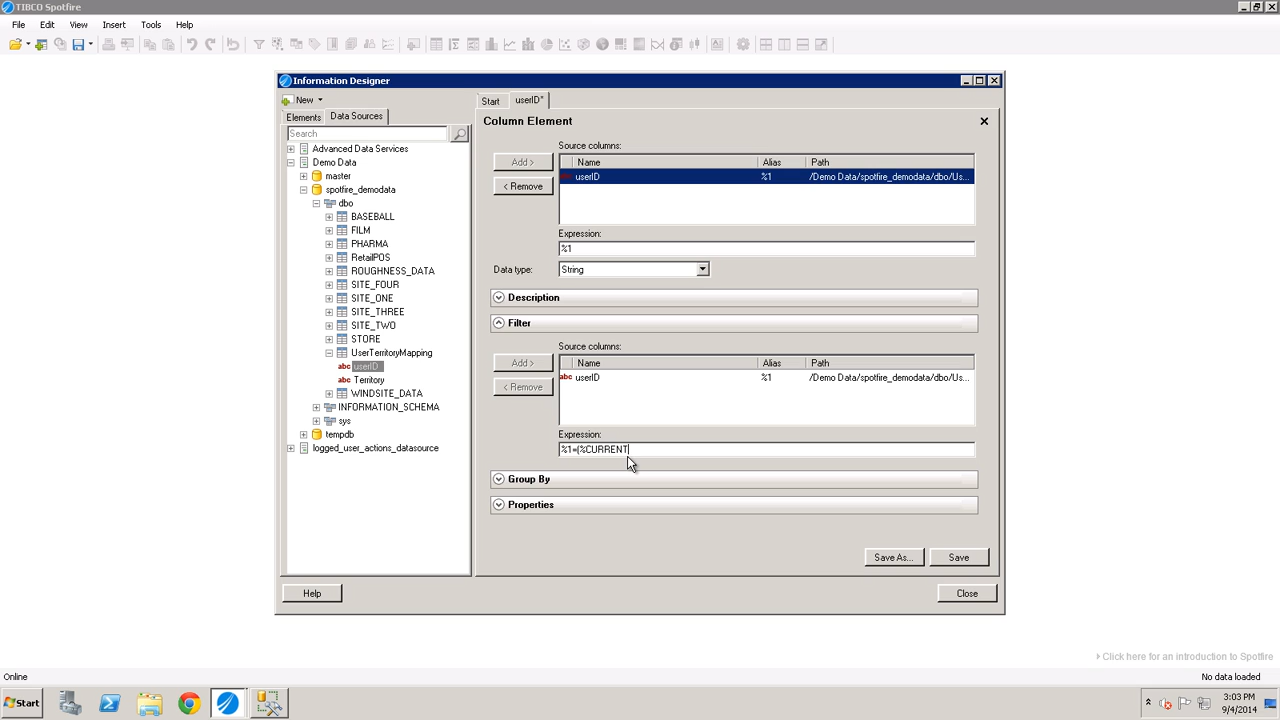 TIBCO Spotfire
File Edit View Insert Tools Help
Information Designer
New
Elements Data Sources
Search
Advanced Data Services
Demo Data
master
spotfire_demodata
dbo
BASEBALL
FILM
PHARMA
RetailPOS
ROUGHNESS_DATA
SITE_FOUR
SITE_ONE
SITE_THREE
SITE_TWO
STORE
UserTerritoryMapping
abc userID
abc Territory
WINDSITE_DATA
INFORMATION_SCHEMA
sys
tempdb
logged_user_actions_datasource
Start userID*
Column Element
Source columns:
Add >
< Remove
Name Alias Path
abc userID %1 /Demo Data/spotfire_demodata/dbo/Us...
Expression:
%1
Data type: String
Description
Filter
Source columns:
Add >
< Remove
Name Alias Path
abc userID %1 /Demo Data/spotfire_demodata/dbo/Us...
Expression:
%1=(%CURRENT
Group By
Properties
Save As... Save
Help Close
Click here for an introduction to Spotfire
Online No data loaded
Start 3:03 PM
9/4/2014